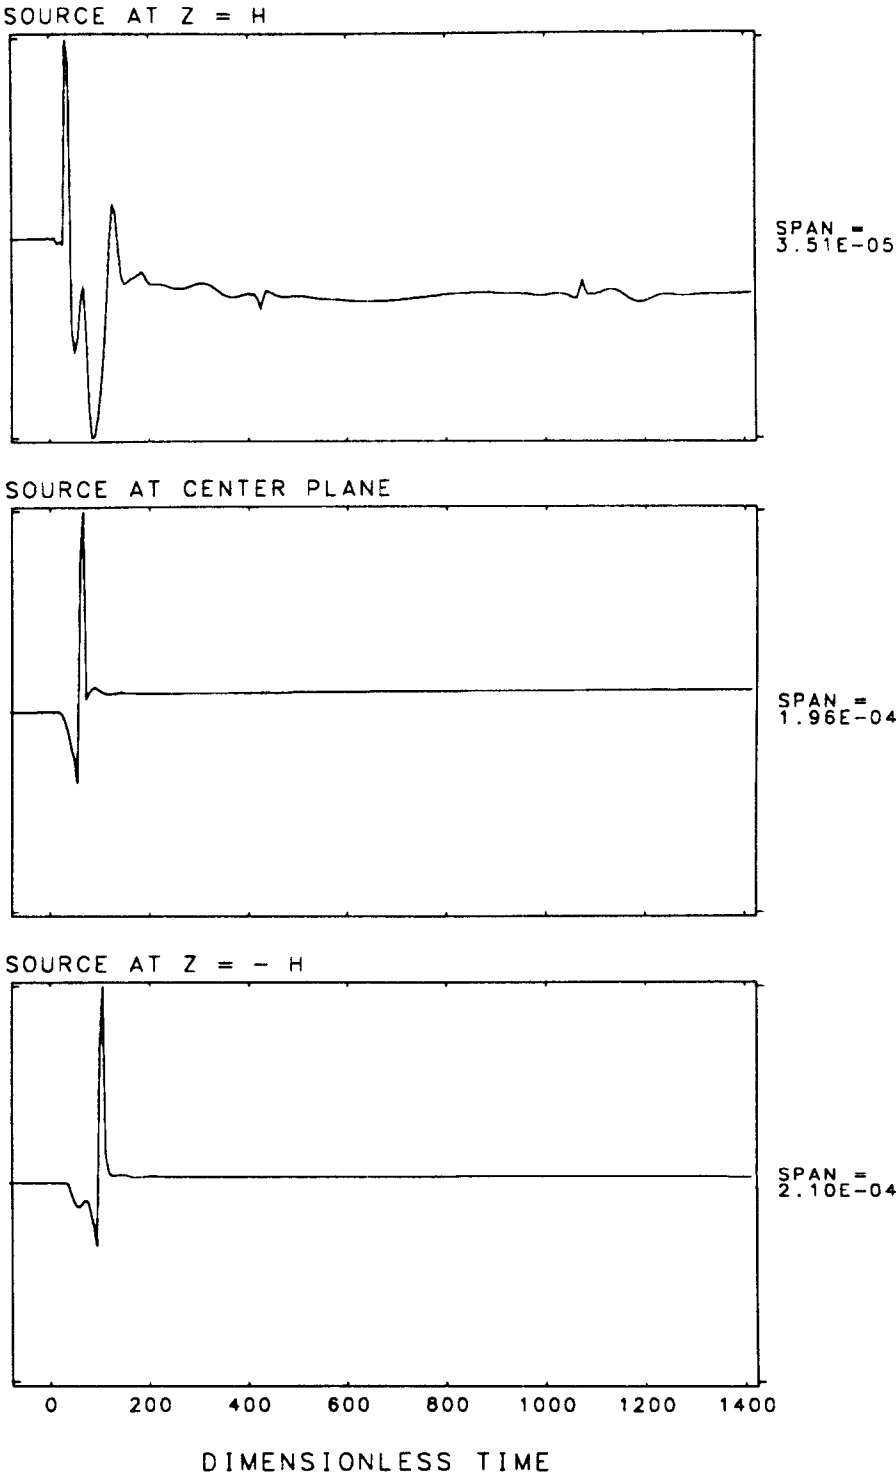 SOURCE AT Z = H
SPAN =
3.51E-05
SOURCE AT CENTER PLANE
SPAN =
1.96E-04
SOURCE AT Z = - H
SPAN =
2.10E-04
0 200 400 600 800 1000 1200 1400
DIMENSIONLESS TIME